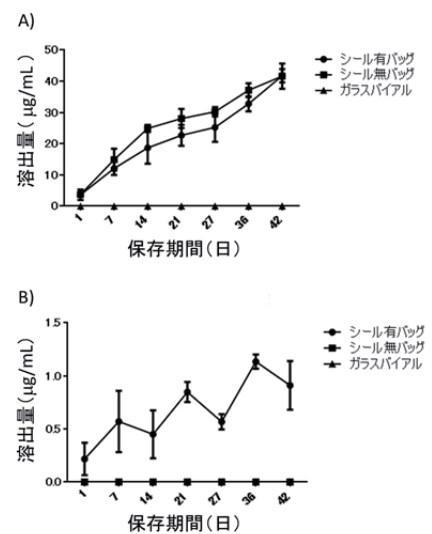 A)
50
40
30
20
10
0
溶出量( μg/mL)
1 7 14 21 27 36 42
保存期間(日)
シール有バッグ
シール無バッグ
ガラスバイアル
B)
1.5
1.0
0.5
0.0
溶出量(μg/mL)
1 7 14 21 27 36 42
保存期間(日)
シール有バッグ
シール無バッグ
ガラスバイアル